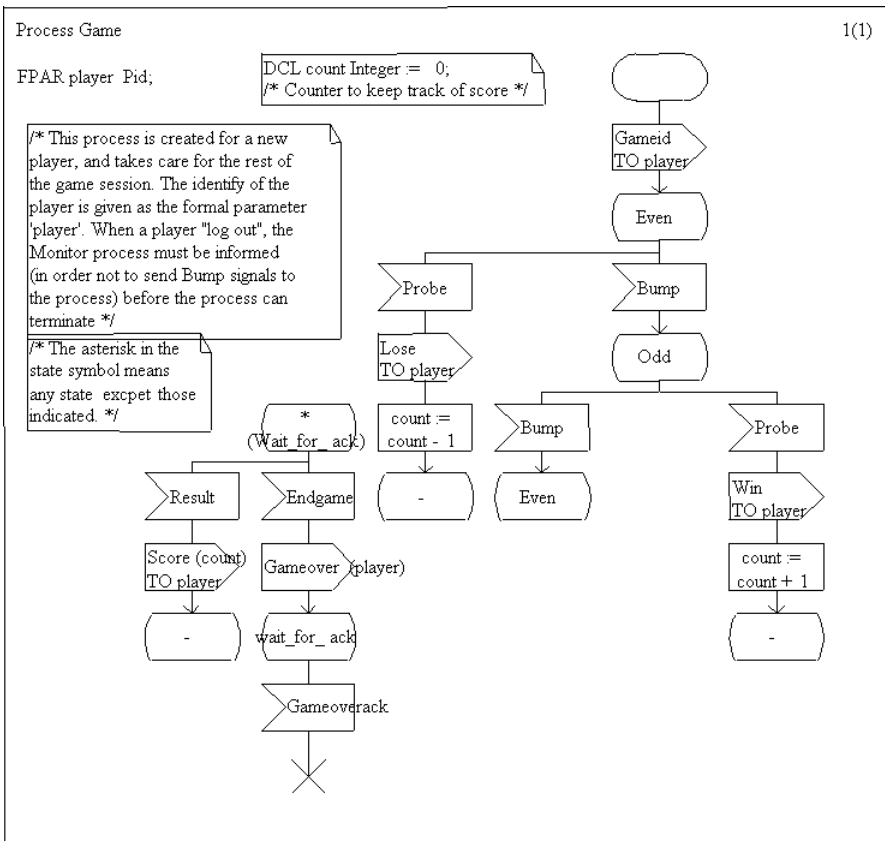 Process Game
1(1)
FPAR player Pid;
DCL count Integer := 0;
/* Counter to keep track of score */
/* This process is created for a new
player, and takes care for the rest of
the game session. The identify of the
player is given as the formal parameter
'player'. When a player "log out", the
Monitor process must be informed
(in order not to send Bump signals to
the process) before the process can
terminate */
/* The asterisk in the
state symbol means
any state excpet those
indicated. */
Gameid
TO player
Even
Probe
Bump
Lose
TO player
Odd
count :=
count - 1
-
Bump
Even
Probe
Win
TO player
count :=
count + 1
-
*
(Wait_for_ ack)
Result
Endgame
Score (count)
TO player
Gameover (player)
-
wait_for_ ack
Gameoverack